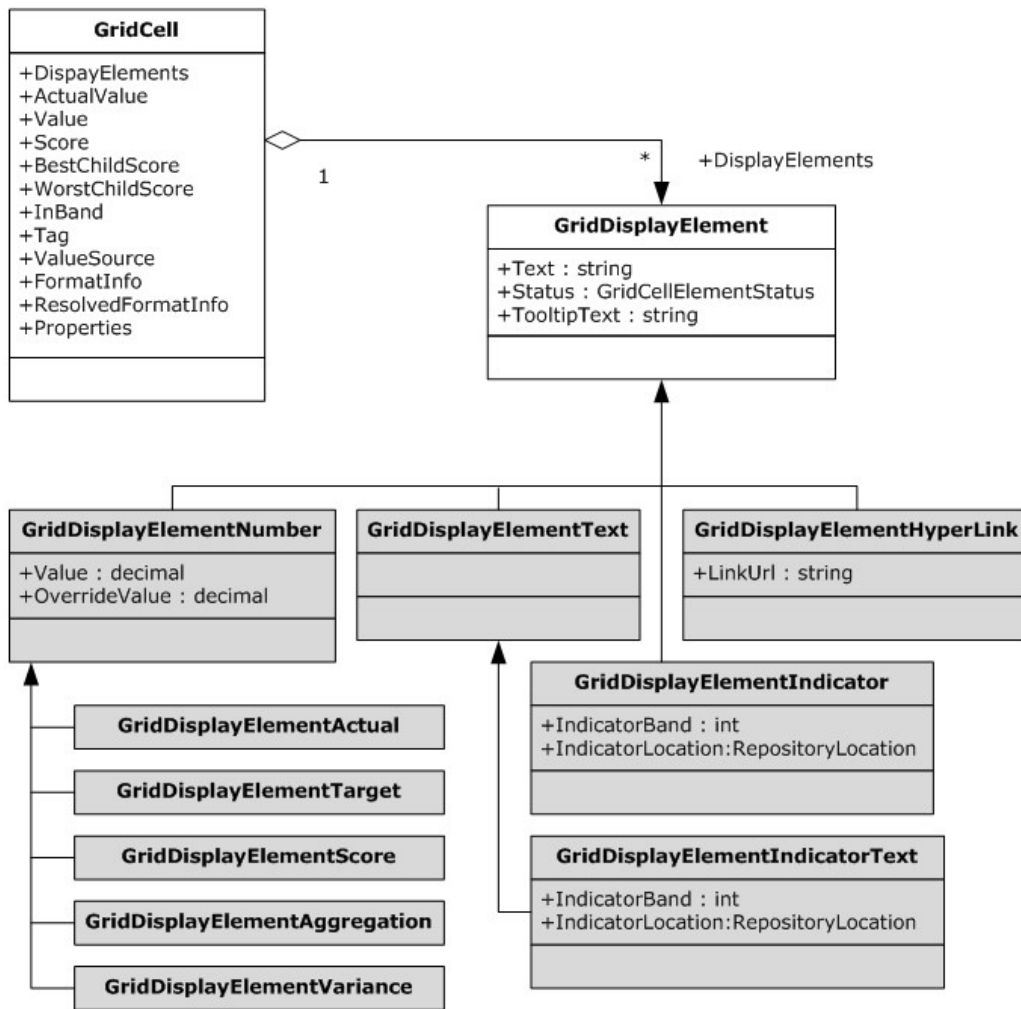 GridCell
+DispayElements
+ActualValue
+Value
+Score
+BestChildScore
+WorstChildScore
+InBand
+Tag
+ValueSource
+FormatInfo
+ResolvedFormatInfo
+Properties
1
*
+DisplayElements
GridDisplayElement
+Text : string
+Status : GridCellElementStatus
+TooltipText : string
GridDisplayElementNumber
+Value : decimal
+OverrideValue : decimal
GridDisplayElementText
GridDisplayElementHyperLink
+LinkUrl : string
GridDisplayElementIndicator
+IndicatorBand : int
+IndicatorLocation:RepositoryLocation
GridDisplayElementActual
GridDisplayElementTarget
GridDisplayElementScore
GridDisplayElementAggregation
GridDisplayElementVariance
GridDisplayElementIndicatorText
+IndicatorBand : int
+IndicatorLocation:RepositoryLocation